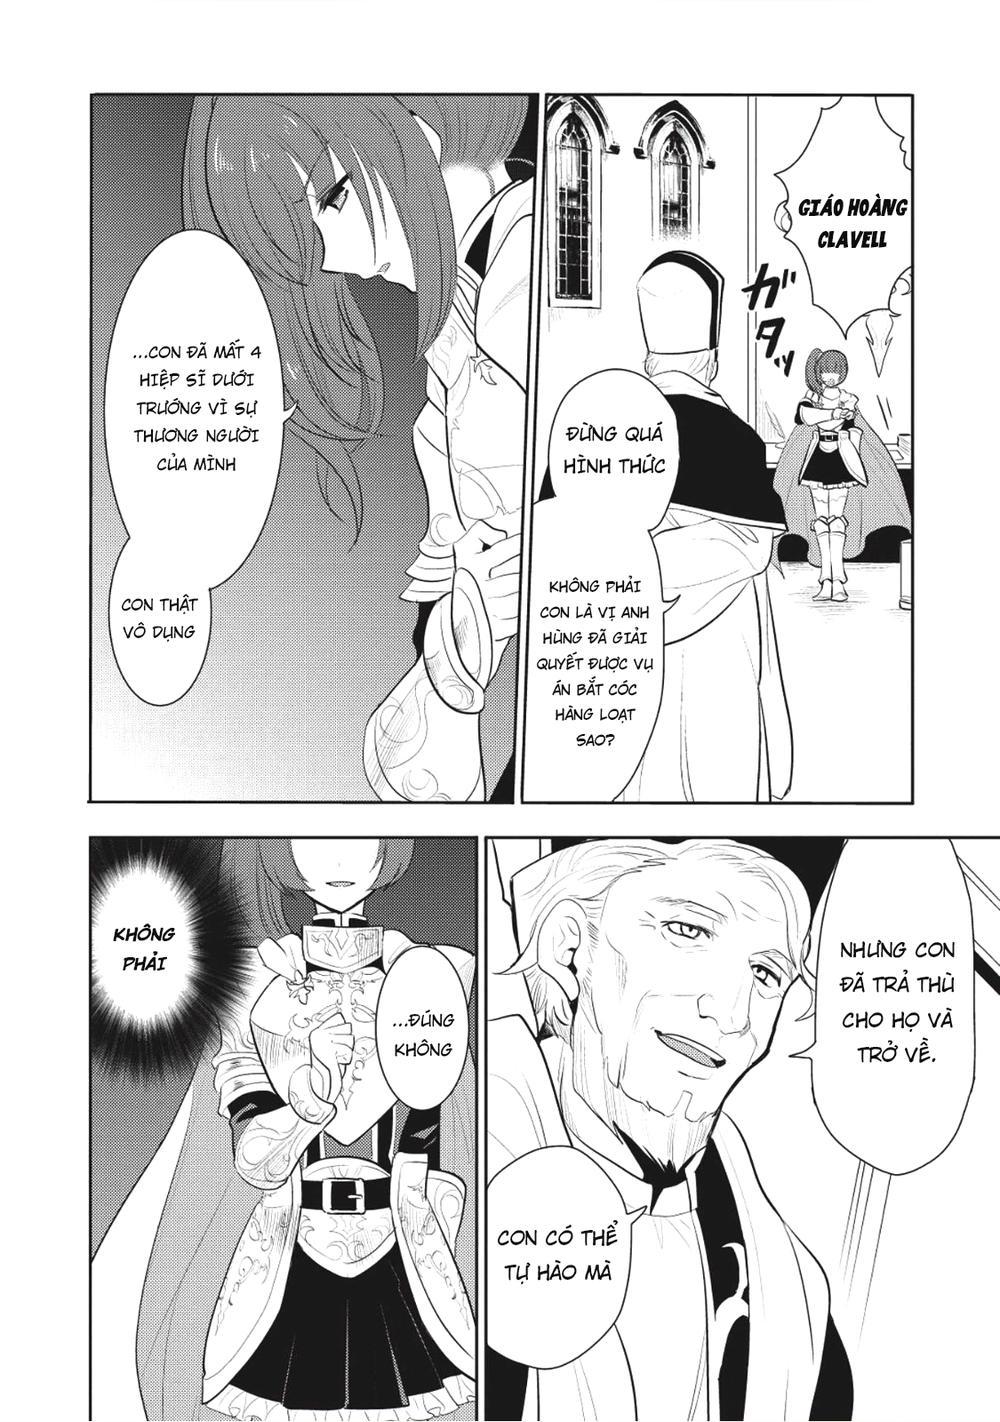 GIÁO HOÀNG
CLAVELL
ガタッ
ĐỪNG QUÁ
HÌNH THỨC
KHÔNG PHẢI
CON LÀ VỊ ANH
HÙNG ĐÃ GIẢI
QUYẾT ĐƯỢC VỤ
ÁN BẮT CÓC
HÀNG LOẠT
SAO?
...CON ĐÃ MẤT 4
HIỆP SĨ DƯỚI
TRƯỚNG VÌ SỰ
THƯƠNG NGƯỜI
CỦA MÌNH
CON THẬT
VÔ DỤNG
NHƯNG CON
ĐÃ TRẢ THÙ
CHO HỌ VÀ
TRỞ VỀ.
CON CÓ THỂ
TỰ HÀO MÀ
...ĐÚNG
KHÔNG
KHÔNG
PHẢI